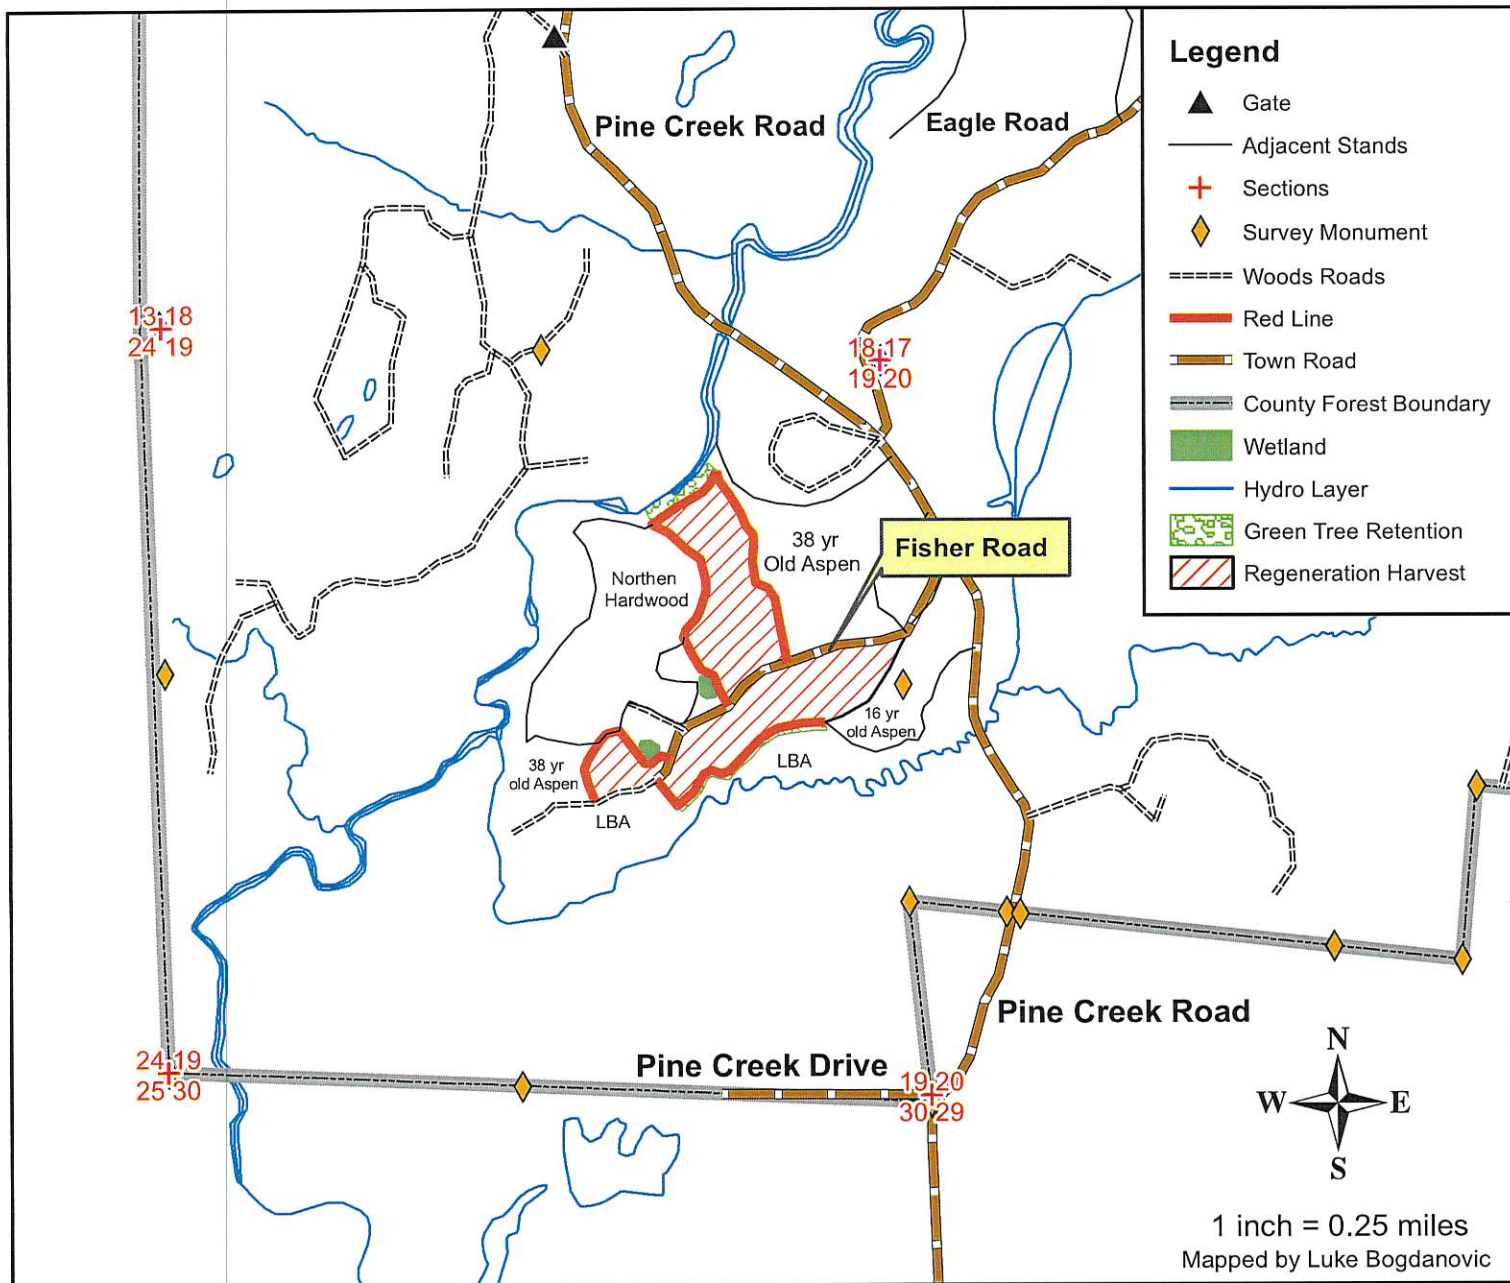 Legend
Gate
Adjacent Stands
Sections
Survey Monument
Woods Roads
Red Line
Town Road
County Forest Boundary
Wetland
Hydro Layer
Green Tree Retention
Regeneration Harvest
Pine Creek Road
Eagle Road
13 18
24 19
18 17
19 20
38 yr
Old Aspen
Fisher Road
Northen
Hardwood
16 yr
old Aspen
38 yr
old Aspen
LBA
LBA
Pine Creek Road
Pine Creek Drive
24 19
25 30
19 20
30 29
N
W E
S
1 inch = 0.25 miles
Mapped by Luke Bogdanovic